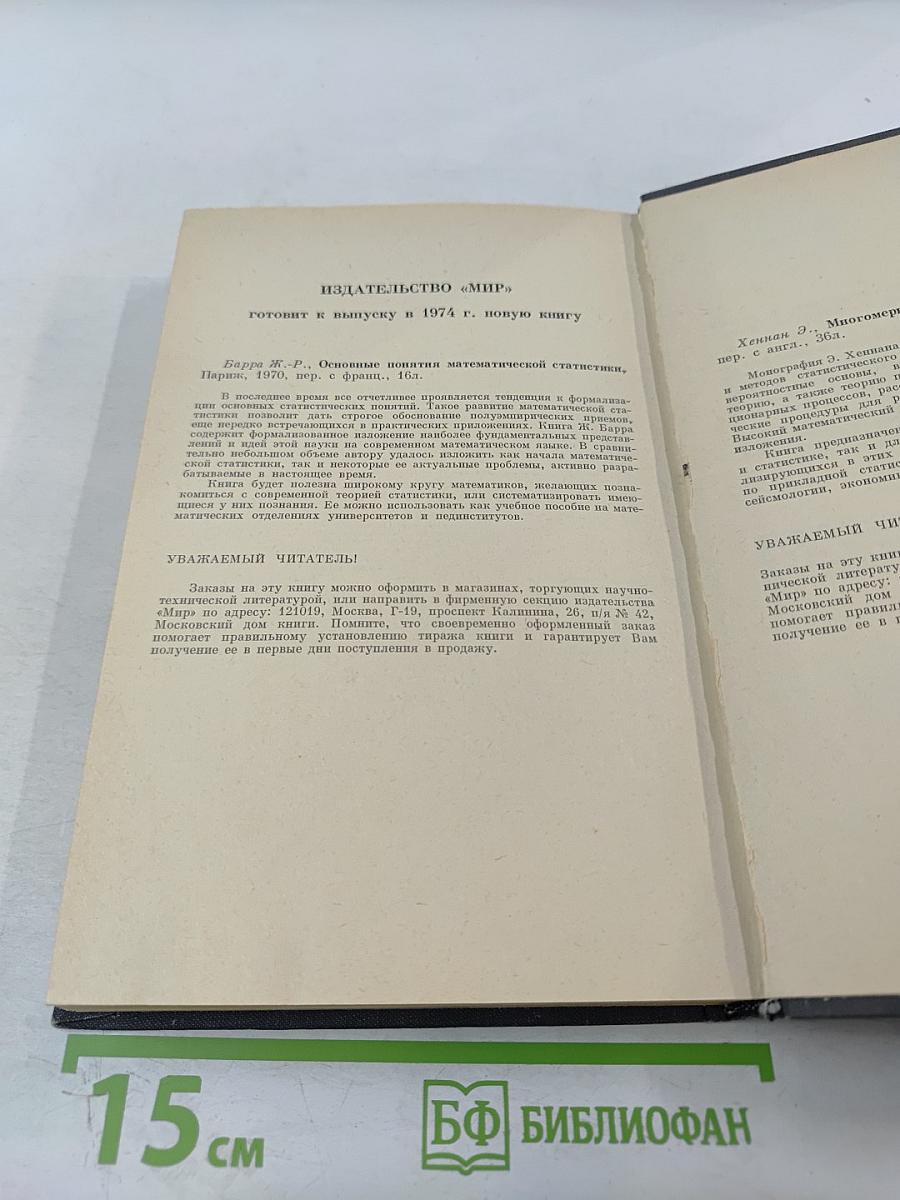 ИЗДАТЕЛЬСТВО «МИР»
готовит к выпуску в 1974 г. новую книгу
Барра Ж.-Р., Основные понятия математической статистики,
Париж, 1970, пер. с франц., 16л.
В последнее время все отчетливее проявляется тенденция к формализа-
ции основных статистических понятий. Такое развитие математической ста-
тистики позволит дать строгое обоснование полуэмпирических приемов,
еще нередко встречающихся в практических приложениях. Книга Ж. Барра
содержит формализованное изложение наиболее фундаментальных представ-
лений и идей этой науки на современном математическом языке. В сравни-
тельно небольшом объеме автору удалось изложить как начала математиче-
ской статистики, так и некоторые ее актуальные проблемы, активно разра-
батываемые в настоящее время.
Книга будет полезна широкому кругу математиков, желающих позна-
комиться с современной теорией статистики, или систематизировать имею-
щиеся у них познания. Ее можно использовать как учебное пособие на мате-
матических отделениях университетов и пединститутов.
УВАЖАЕМЫЙ ЧИТАТЕЛЬ!
Заказы на эту книгу можно оформить в магазинах, торгующих научно-
технической литературой, или направить в фирменную секцию издательства
«Мир» по адресу: 121019, Москва, Г-19, проспект Калинина, 26, п/я № 42,
Московский дом книги. Помните, что своевременно оформленный заказ
помогает правильному установлению тиража книги и гарантирует Вам
получение ее в первые дни поступления в продажу.
Хеннан Э., Многомер
пер. с англ., 36л.
Монография Э. Хеннана
и методов статистического
вероятностные основы, в
теорию, а также теорию п
ционарных процессов, рас
ческие процедуры для р
Высокий математический
изложения.
Книга предназначен
и статистике, так и дл
лизирующихся в этих
по прикладной статис
сейсмологии, экономи
УВАЖАЕМЫЙ ЧИТ
Заказы на эту книг
нической литерату
«Мир» по адресу:
Московский дом
помогает правиль
получение ее в п
15 см
БФ БИБЛИОФАН